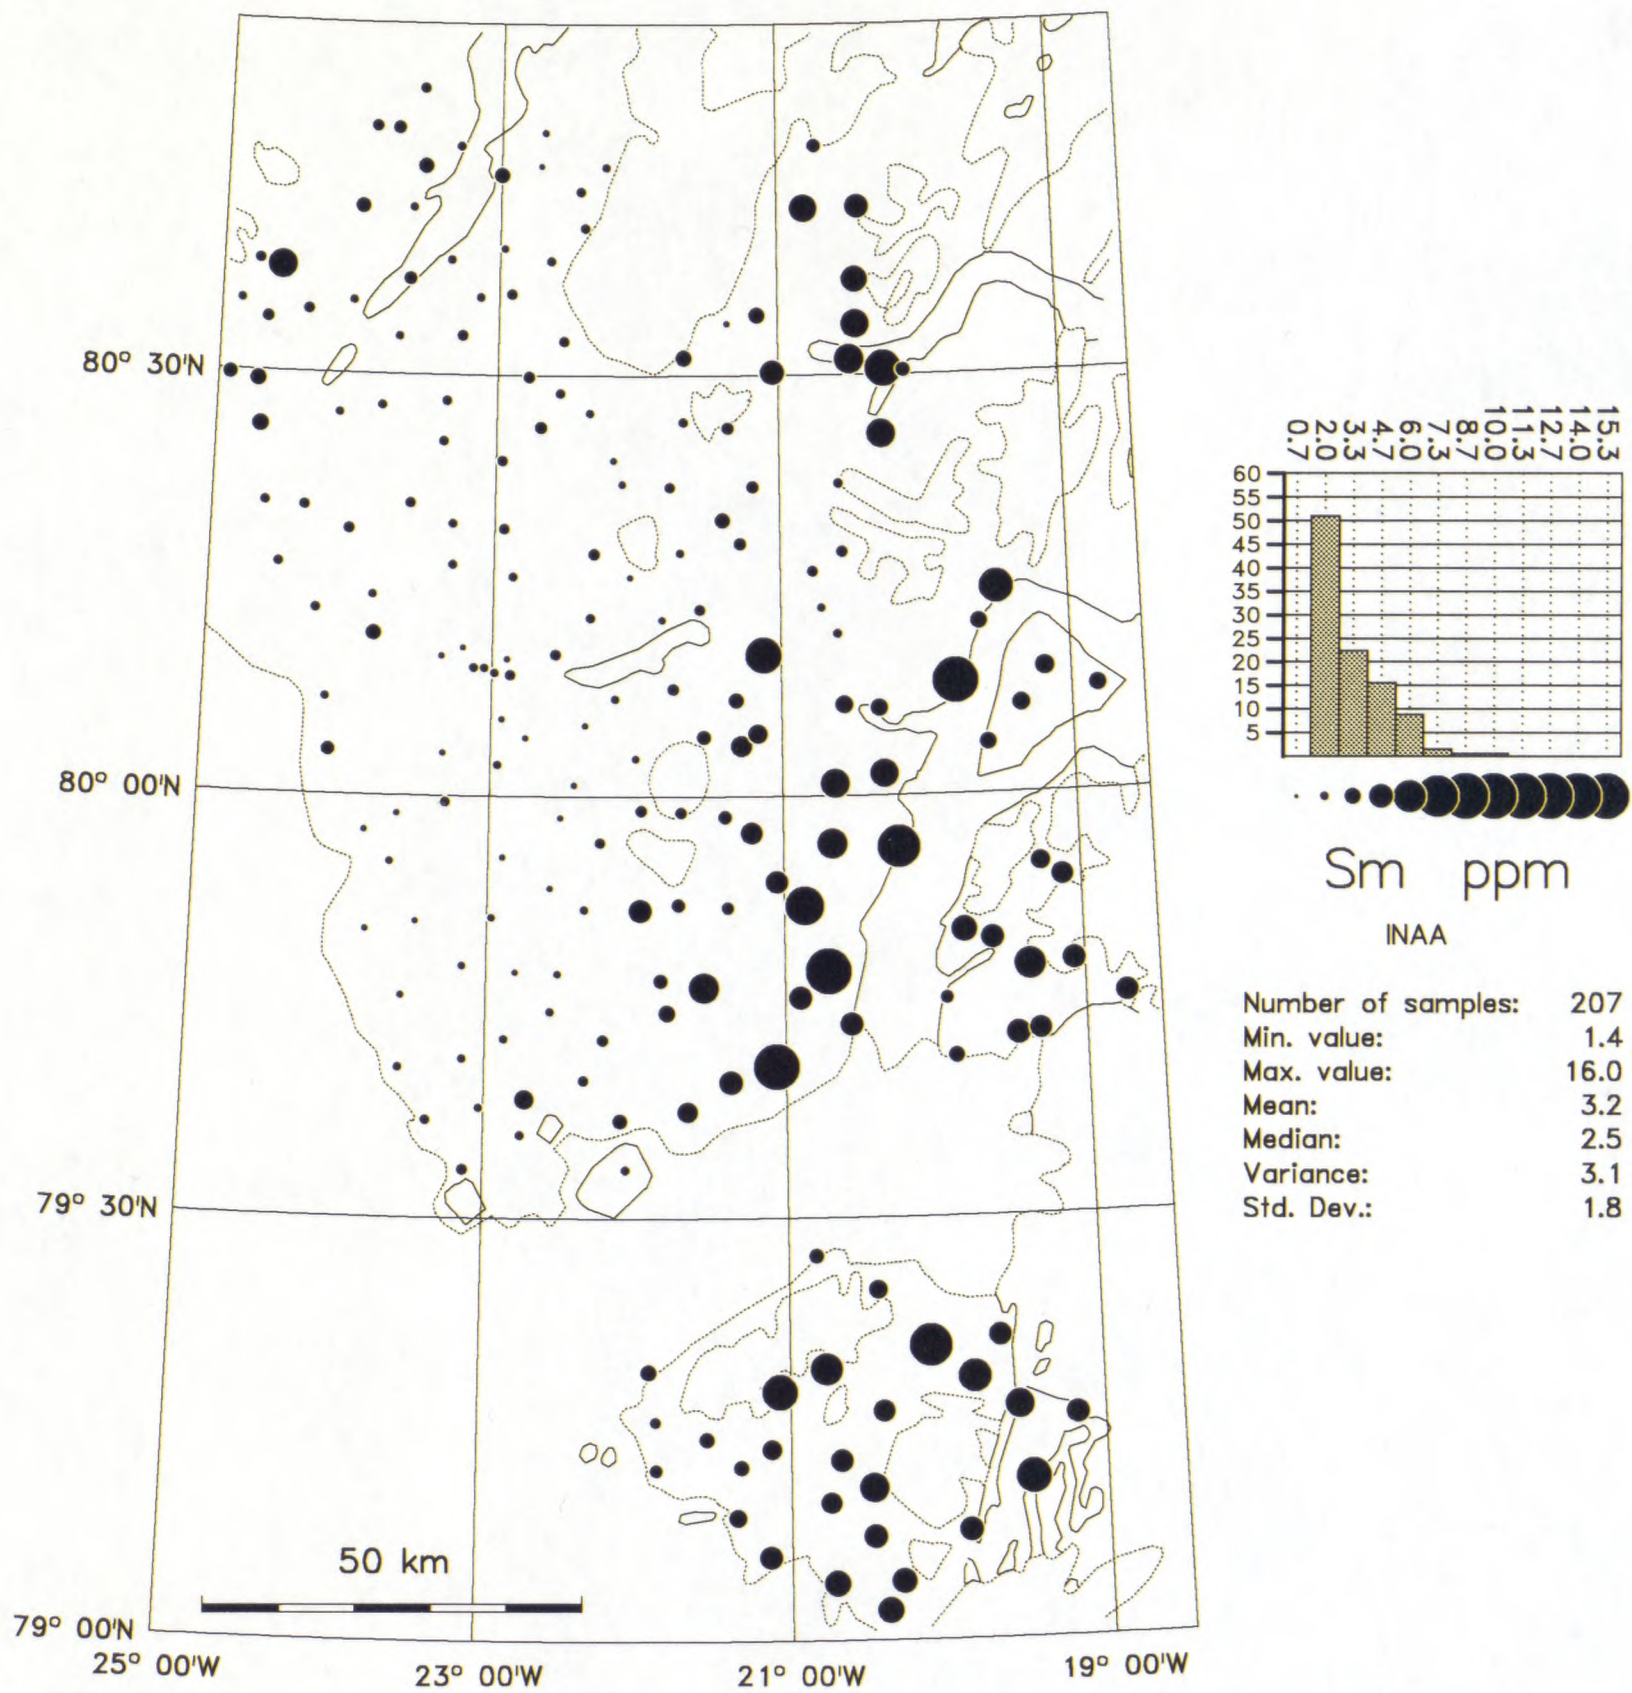 80° 30'N
80° 00'N
79° 30'N
79° 00'N
25° 00'W
23° 00'W
21° 00'W
19° 00'W
50 km
0.7
2.0
3.3
4.7
6.0
7.3
8.7
10.0
11.3
12.7
14.0
15.3
60
55
50
45
40
35
30
25
20
15
10
5
Sm ppm
INAA
Number of samples: 207
Min. value: 1.4
Max. value: 16.0
Mean: 3.2
Median: 2.5
Variance: 3.1
Std. Dev.: 1.8